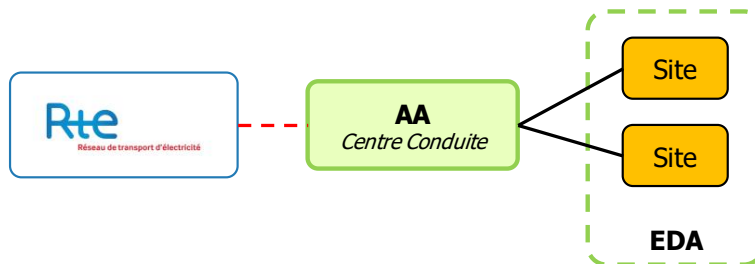 Rte
Réseau de transport d'électricité
AA
Centre Conduite
Site
Site
EDA